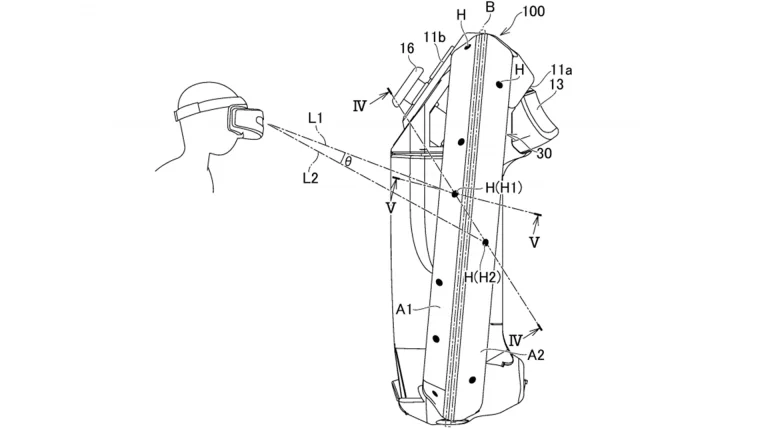 B
100
H
11b
16
H
11a
13
IV
L1
30
θ
L2
H(H1)
V
V
H(H2)
A1
IV
A2